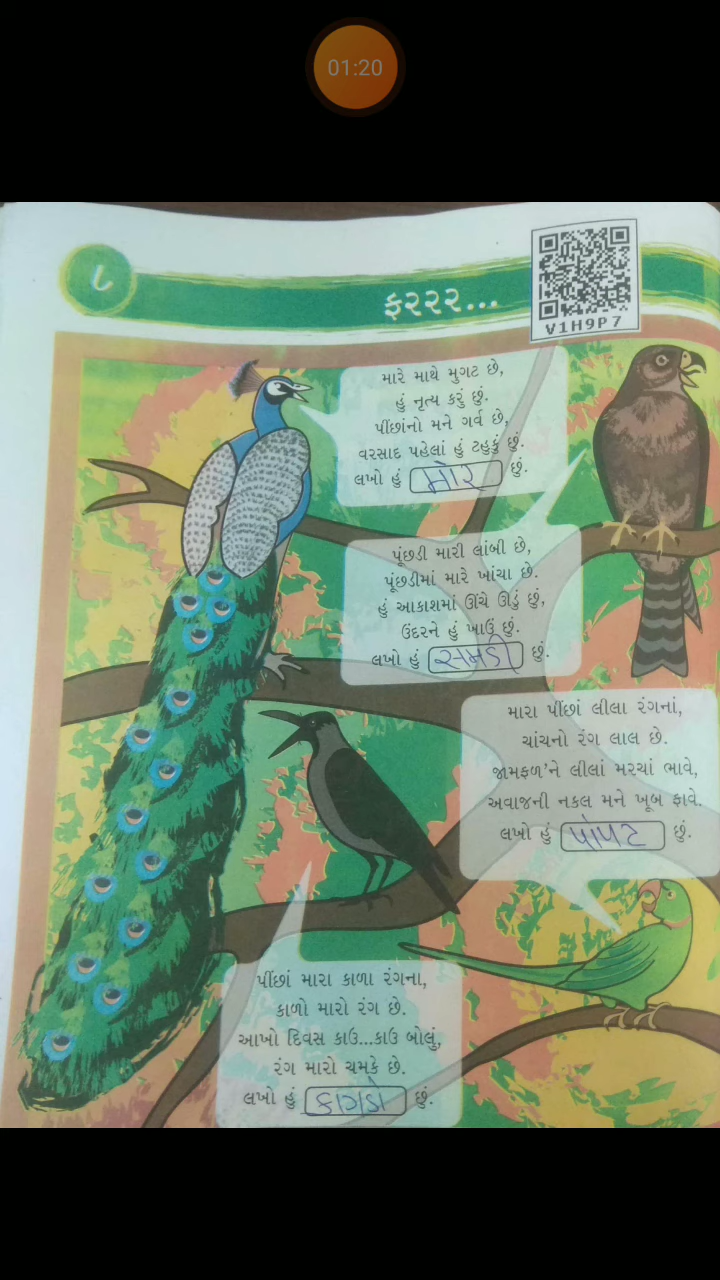 01:20
૮
ફરરર...
V1H9P7
મારે માથે મુગટ છે,
હું નૃત્ય કરું છું.
પીંછાંનો મને ગર્વ છે,
વરસાદ પહેલાં હું ટહુકું છું.
લખો હું મોર છું.
પૂંછડી મારી લાંબી છે,
પૂંછડીમાં મારે ખાંચા છે.
હું આકાશમાં ઊંચે ઊડું છું,
ઉંદરને હું ખાઉં છું.
લખો હું સમડી છું.
મારા પીંછાં લીલા રંગનાં,
ચાંચનો રંગ લાલ છે.
જામફળ'ને લીલાં મરચાં ભાવે,
અવાજની નકલ મને ખૂબ ફાવે.
લખો હું પોપટ છું.
પીંછાં મારા કાળા રંગના,
કાળો મારો રંગ છે.
આખો દિવસ કાઉ...કાઉ બોલું,
રંગ મારો ચમકે છે.
લખો હું કાગડો છું.